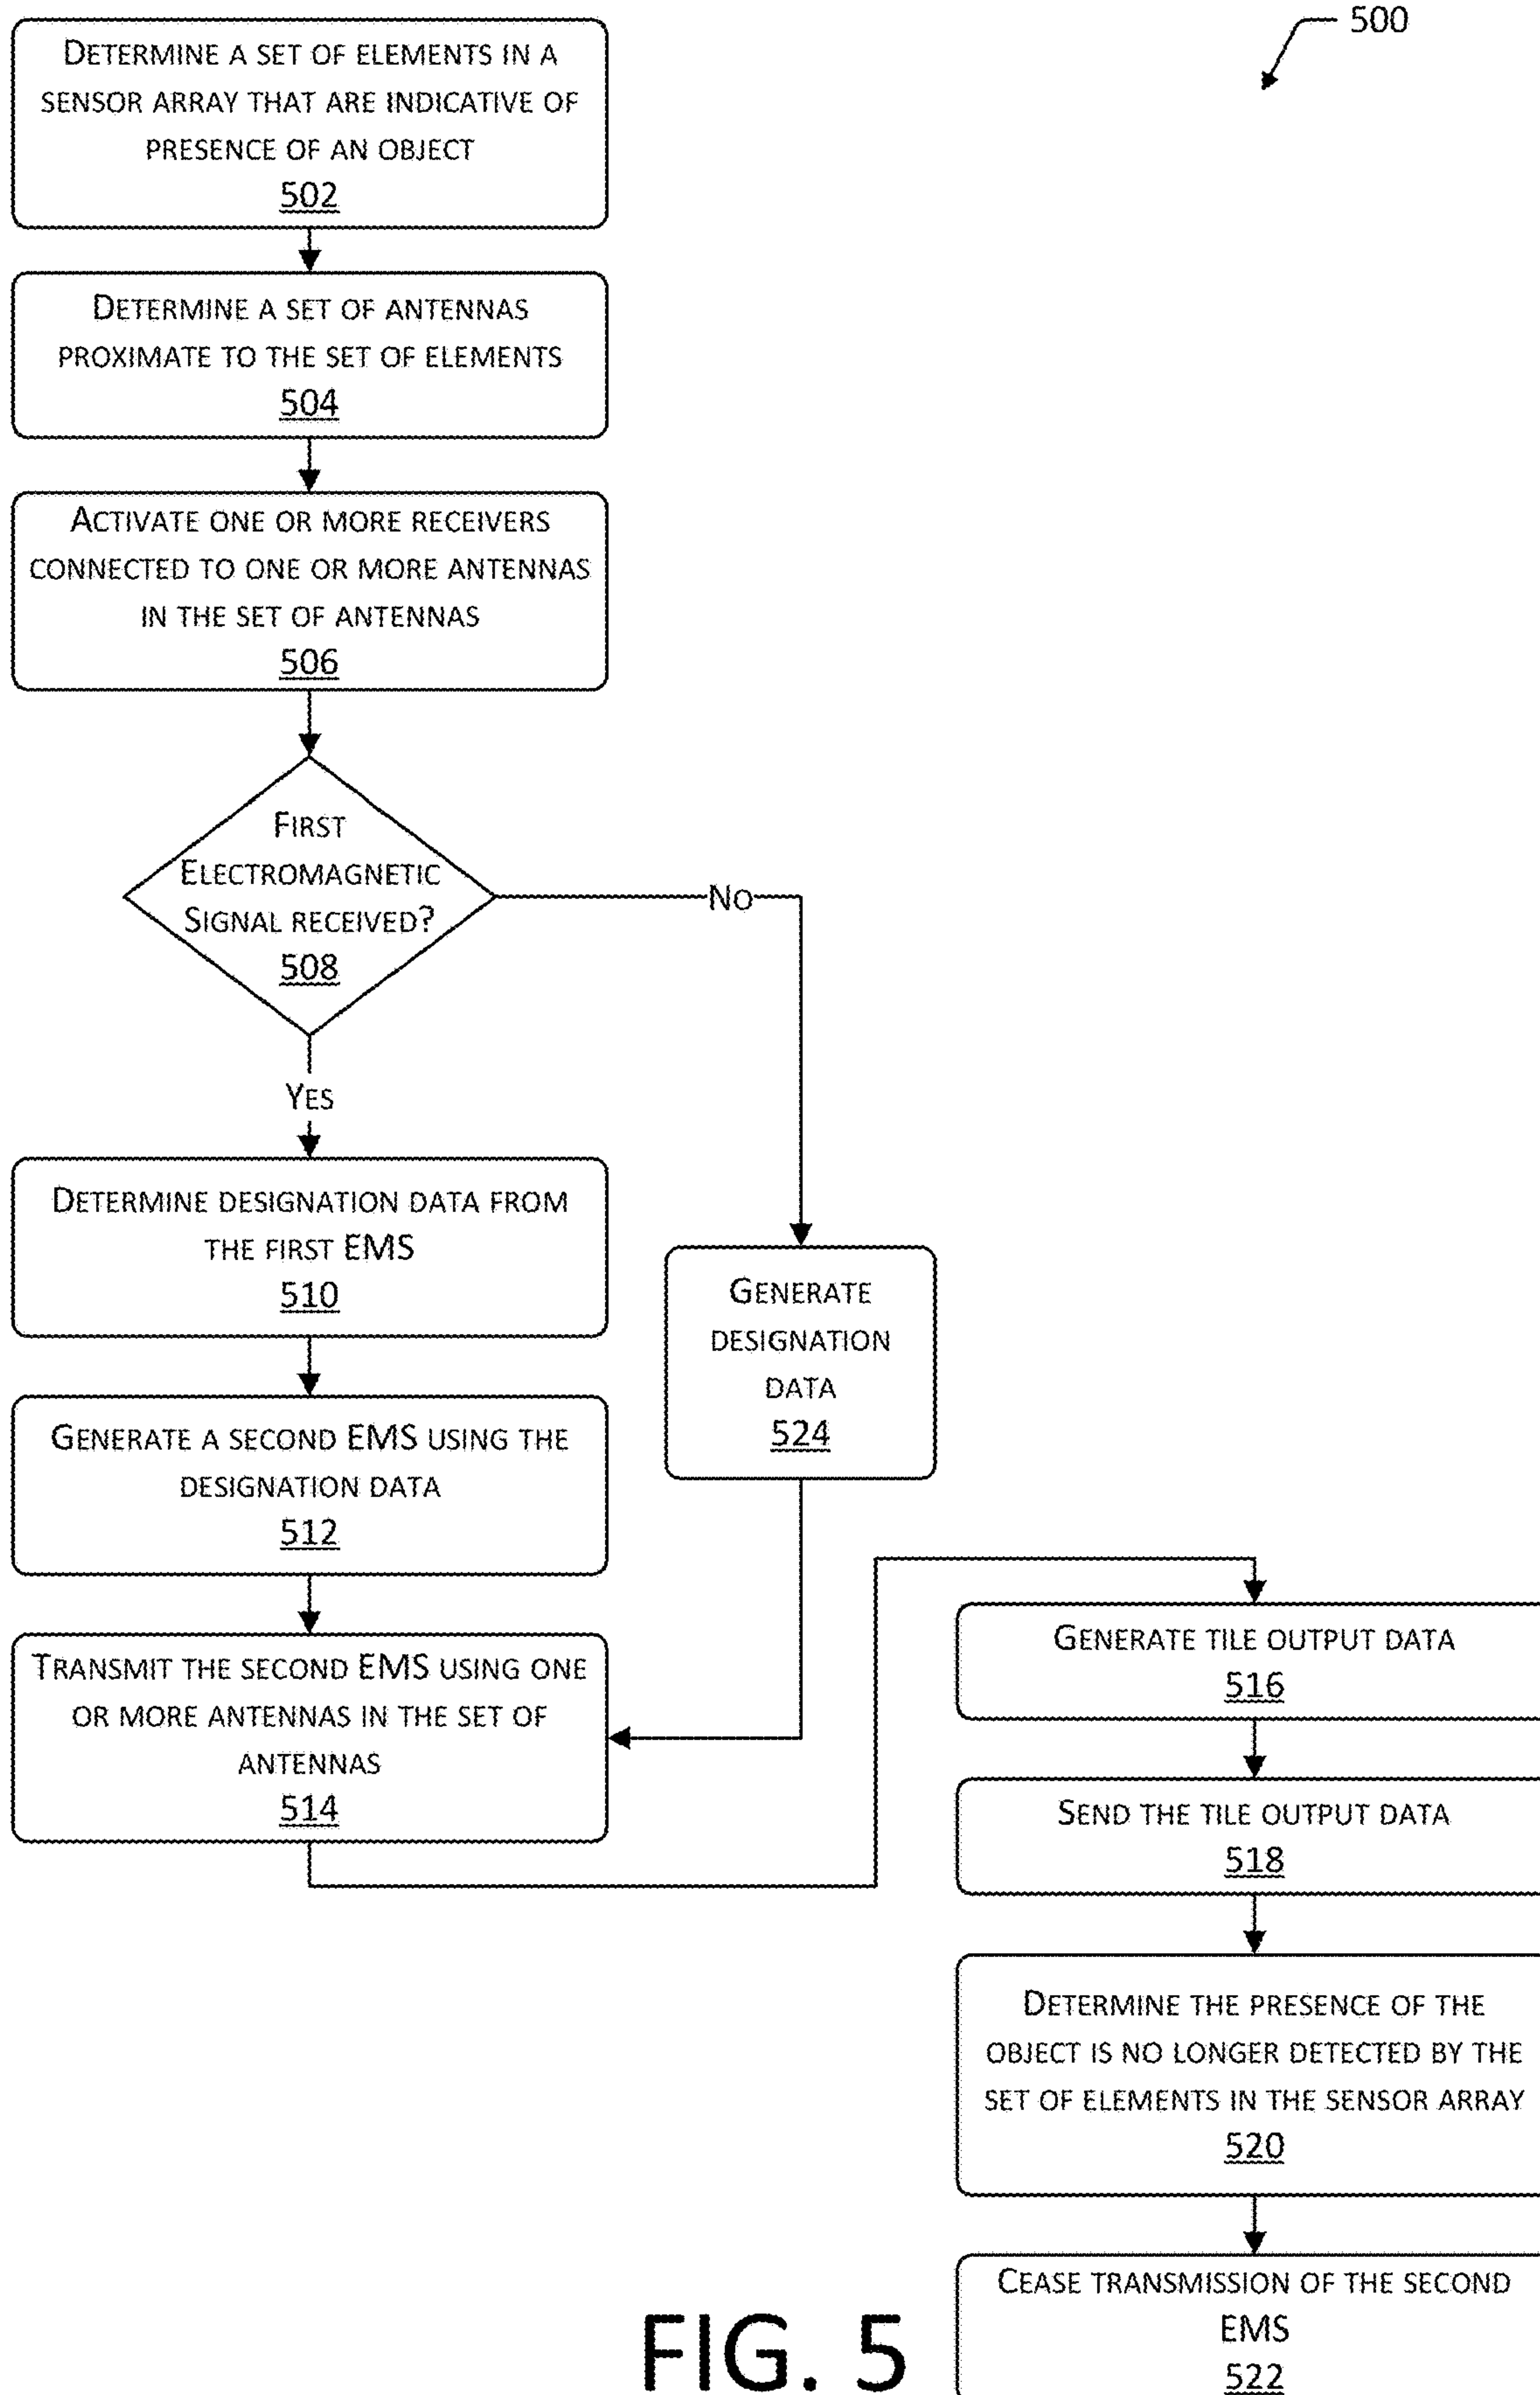 500
DETERMINE A SET OF ELEMENTS IN A
SENSOR ARRAY THAT ARE INDICATIVE OF
PRESENCE OF AN OBJECT
502
DETERMINE A SET OF ANTENNAS
PROXIMATE TO THE SET OF ELEMENTS
504
ACTIVATE ONE OR MORE RECEIVERS
CONNECTED TO ONE OR MORE ANTENNAS
IN THE SET OF ANTENNAS
506
FIRST
ELECTROMAGNETIC
SIGNAL RECEIVED?
508
NO
YES
DETERMINE DESIGNATION DATA FROM
THE FIRST EMS
510
GENERATE A SECOND EMS USING THE
DESIGNATION DATA
512
TRANSMIT THE SECOND EMS USING ONE
OR MORE ANTENNAS IN THE SET OF
ANTENNAS
514
GENERATE
DESIGNATION
DATA
524
GENERATE TILE OUTPUT DATA
516
SEND THE TILE OUTPUT DATA
518
DETERMINE THE PRESENCE OF THE
OBJECT IS NO LONGER DETECTED BY THE
SET OF ELEMENTS IN THE SENSOR ARRAY
520
CEASE TRANSMISSION OF THE SECOND
EMS
522
FIG. 5